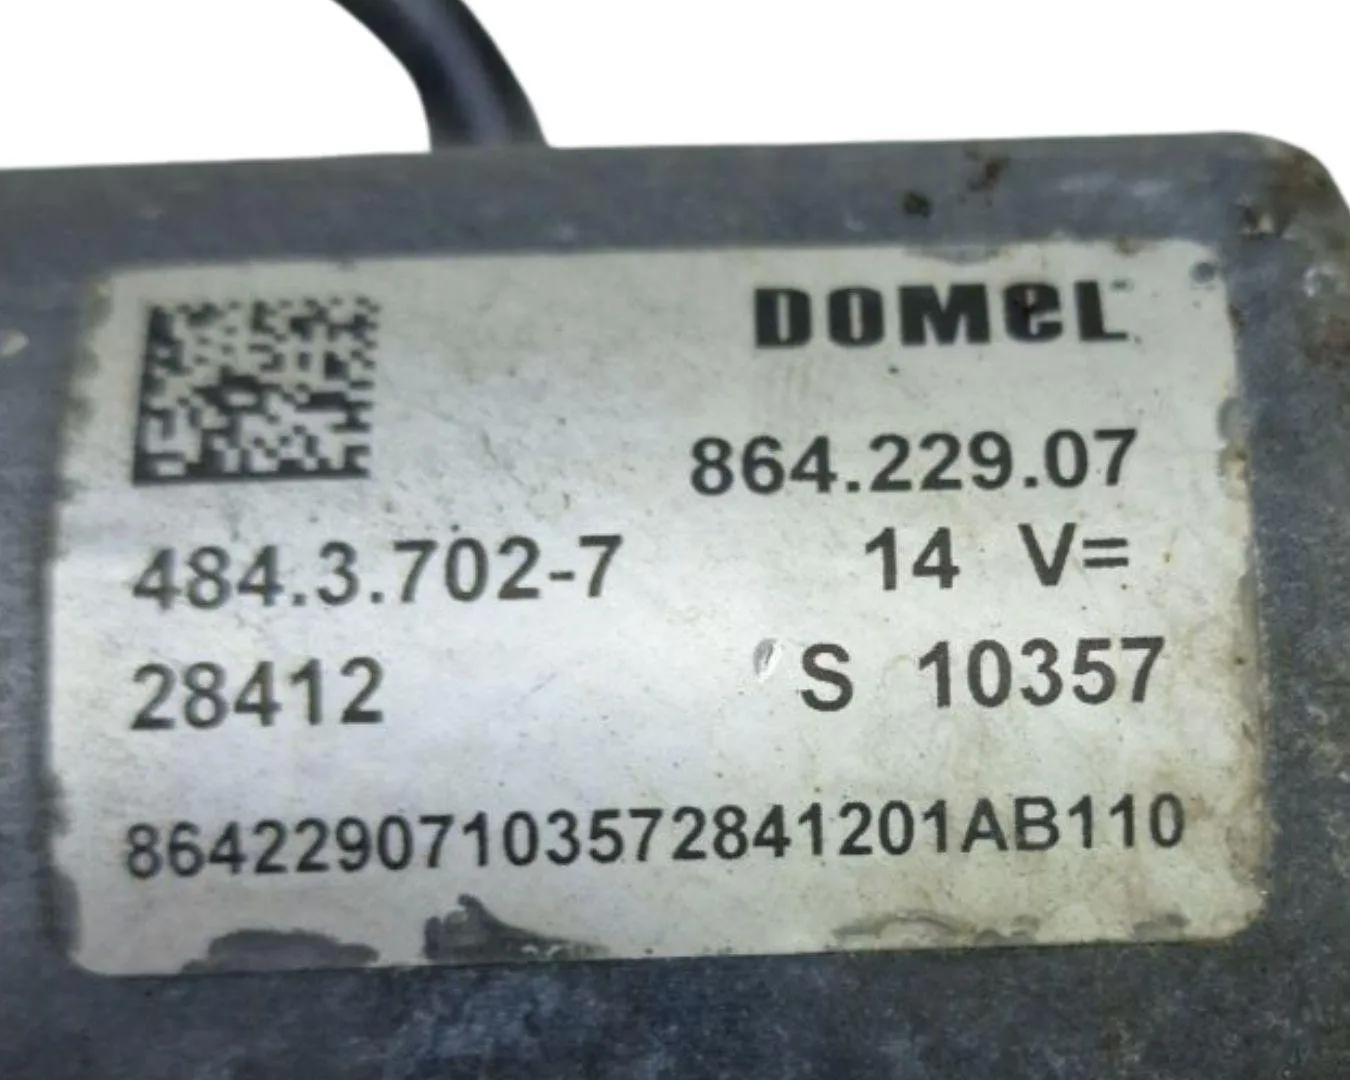 DOMEL
864.229.07
484.3.702-7 14 V=
28412 S 10357
86422907103572841201AB110